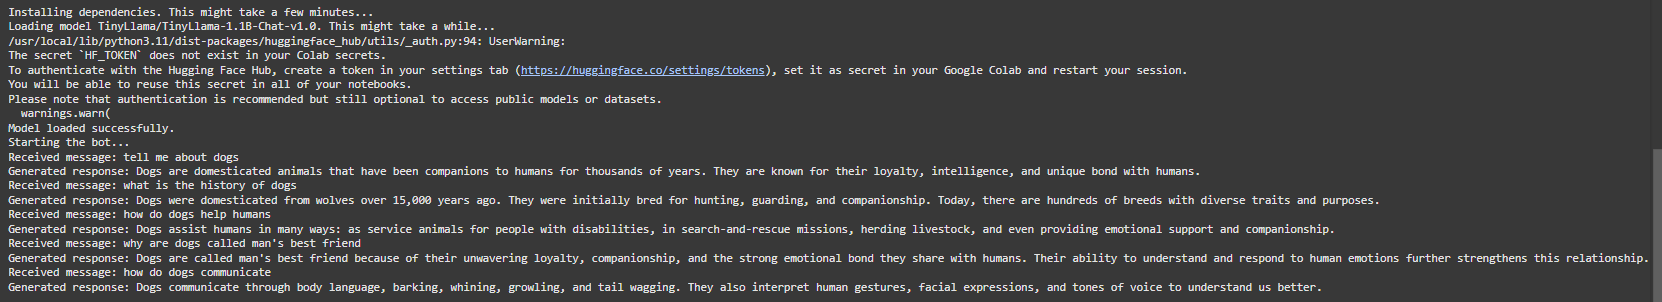 Installing dependencies. This might take a few minutes...
Loading model TinyLlama/TinyLlama-1.1B-Chat-v1.0. This might take a while...
/usr/local/lib/python3.11/dist-packages/huggingface_hub/utils/_auth.py:94: UserWarning:
The secret `HF_TOKEN` does not exist in your Colab secrets.
To authenticate with the Hugging Face Hub, create a token in your settings tab (https://huggingface.co/settings/tokens), set it as secret in your Google Colab and restart your session.
You will be able to reuse this secret in all of your notebooks.
Please note that authentication is recommended but still optional to access public models or datasets.
  warnings.warn(
Model loaded successfully.
Starting the bot...
Received message: tell me about dogs
Generated response: Dogs are domesticated animals that have been companions to humans for thousands of years. They are known for their loyalty, intelligence, and unique bond with humans.
Received message: what is the history of dogs
Generated response: Dogs were domesticated from wolves over 15,000 years ago. They were initially bred for hunting, guarding, and companionship. Today, there are hundreds of breeds with diverse traits and purposes.
Received message: how do dogs help humans
Generated response: Dogs assist humans in many ways: as service animals for people with disabilities, in search-and-rescue missions, herding livestock, and even providing emotional support and companionship.
Received message: why are dogs called man's best friend
Generated response: Dogs are called man's best friend because of their unwavering loyalty, companionship, and the strong emotional bond they share with humans. Their ability to understand and respond to human emotions further strengthens this relationship.
Received message: how do dogs communicate
Generated response: Dogs communicate through body language, barking, whining, growling, and tail wagging. They also interpret human gestures, facial expressions, and tones of voice to understand us better.